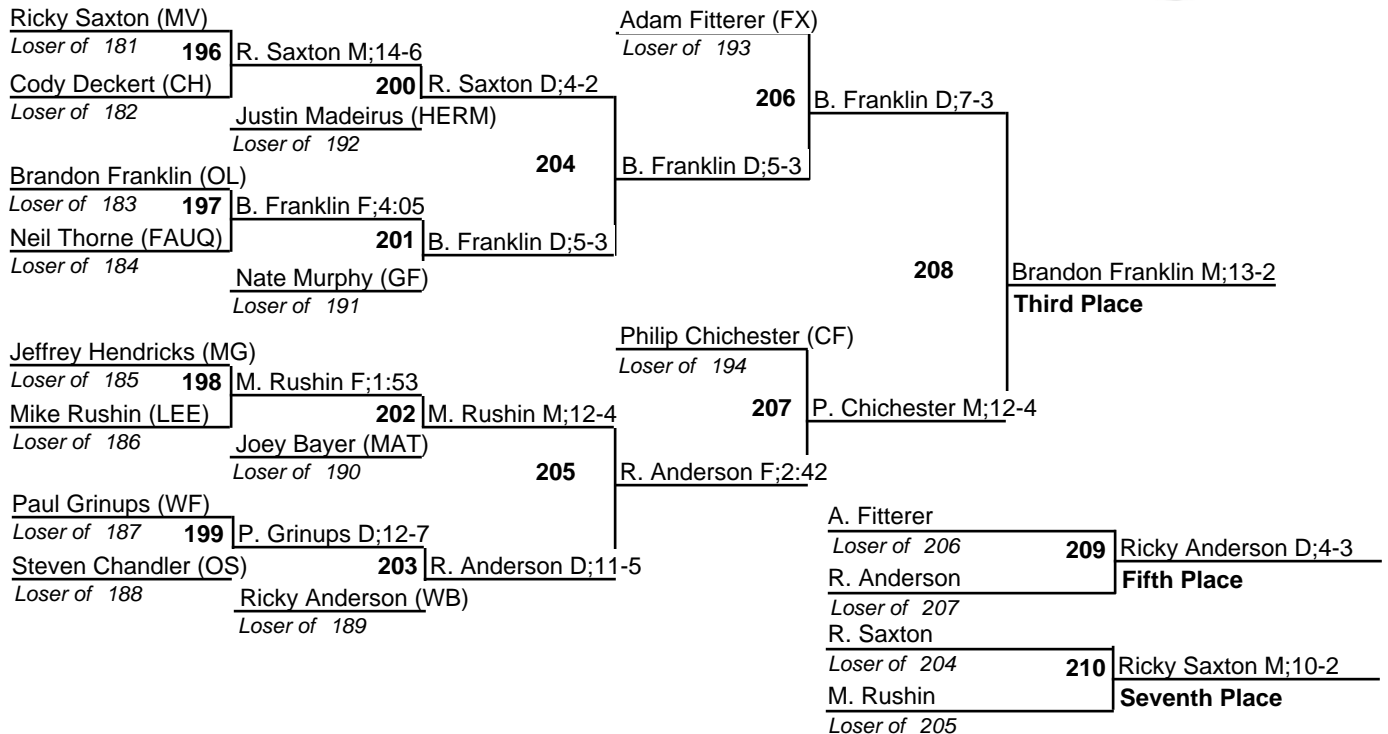 Ricky Saxton (MV)
Loser of 181
196
R. Saxton M;14-6
Cody Deckert (CH)
Loser of 182
200
R. Saxton D;4-2
Justin Madeirus (HERM)
Loser of 192
204
B. Franklin D;5-3
Brandon Franklin (OL)
Loser of 183
197
B. Franklin F;4:05
Neil Thorne (FAUQ)
Loser of 184
201
B. Franklin D;5-3
Nate Murphy (GF)
Loser of 191
Adam Fitterer (FX)
Loser of 193
206
B. Franklin D;7-3
208
Brandon Franklin M;13-2
Third Place
Jeffrey Hendricks (MG)
Loser of 185
198
M. Rushin F;1:53
Mike Rushin (LEE)
Loser of 186
202
M. Rushin M;12-4
Joey Bayer (MAT)
Loser of 190
205
R. Anderson F;2:42
Paul Grinups (WF)
Loser of 187
199
P. Grinups D;12-7
Steven Chandler (OS)
Loser of 188
203
R. Anderson D;11-5
Ricky Anderson (WB)
Loser of 189
Philip Chichester (CF)
Loser of 194
207
P. Chichester M;12-4
A. Fitterer
Loser of 206
209
Ricky Anderson D;4-3
R. Anderson
Fifth Place
Loser of 207
R. Saxton
Loser of 204
210
Ricky Saxton M;10-2
M. Rushin
Seventh Place
Loser of 205